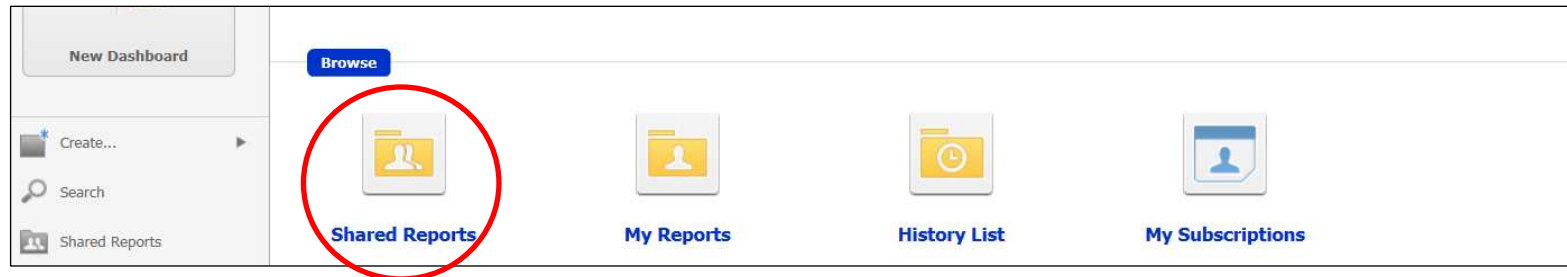 New Dashboard
Create...
Search
Shared Reports
Browse
Shared Reports
My Reports
History List
My Subscriptions